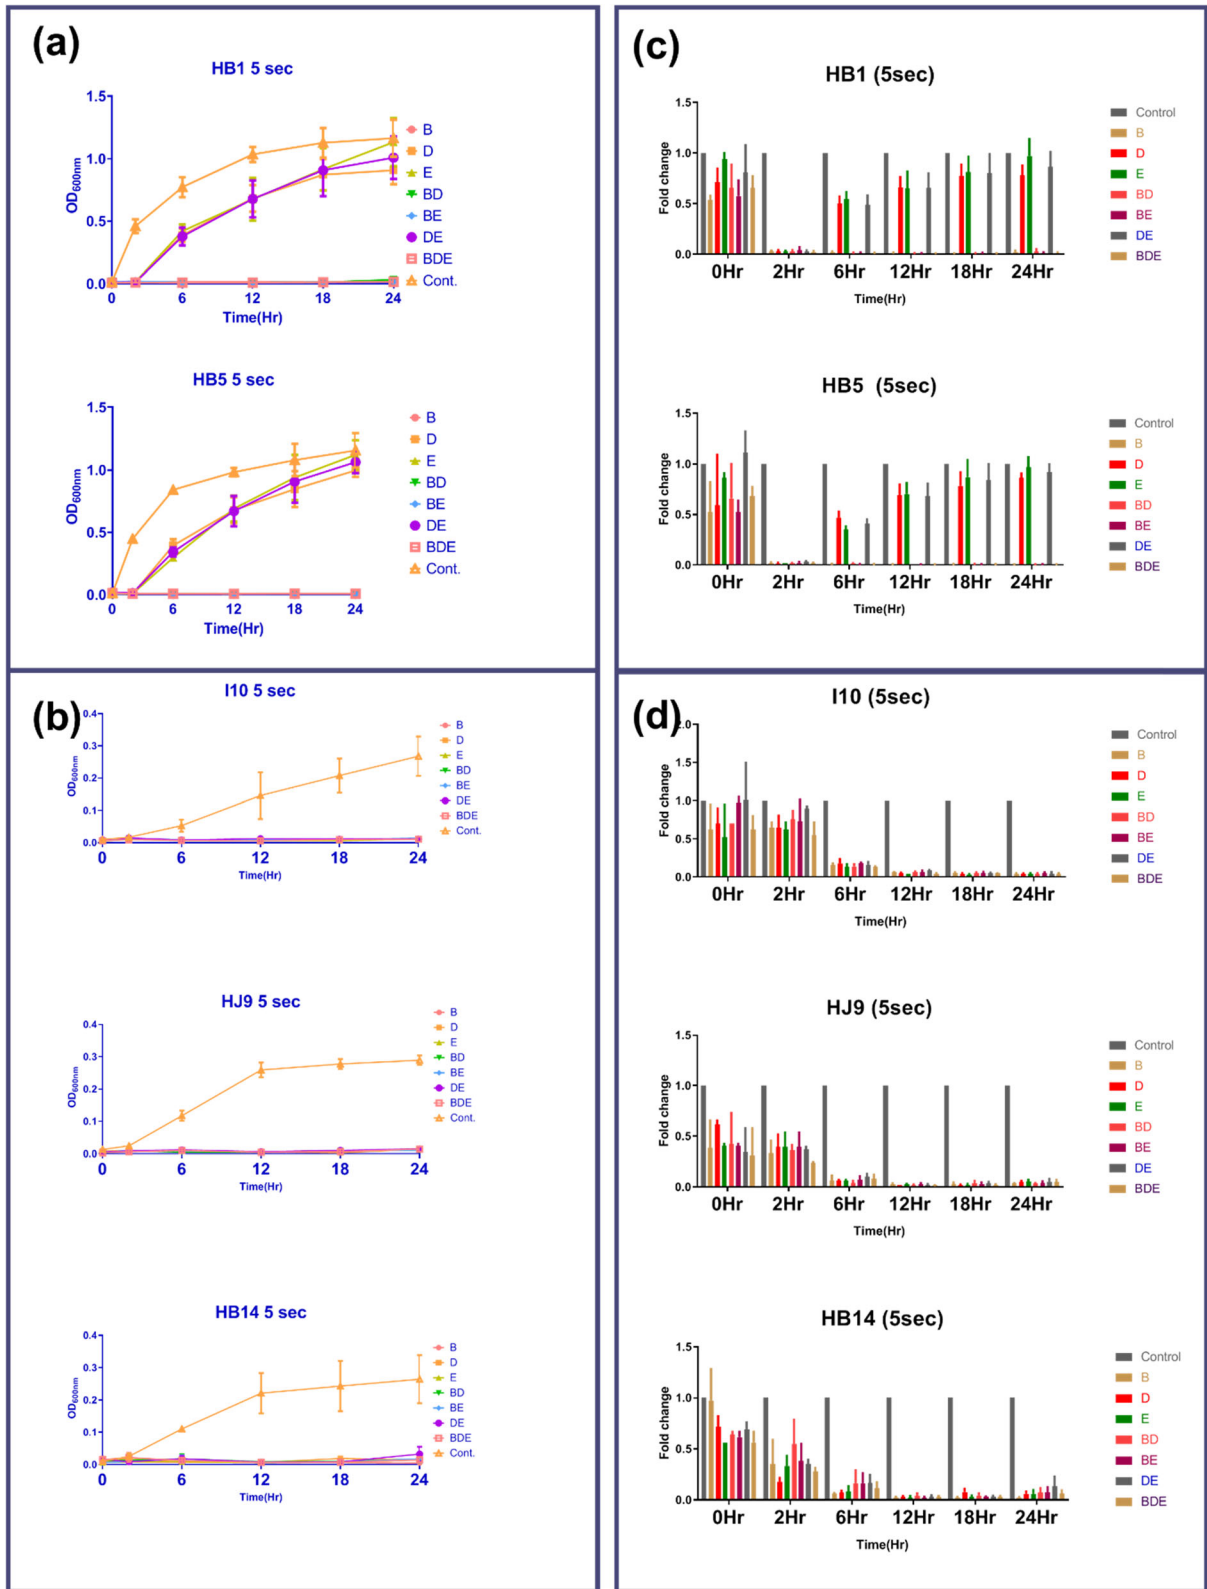 (a)
HB1 5 sec
1.5
1.0
0.5
0.0
OD600nm
0
6
12
18
24
Time(Hr)
B
D
E
BD
BE
DE
BDE
Cont.
HB5 5 sec
1.5
1.0
0.5
0.0
OD600nm
0
6
12
18
24
Time(Hr)
B
D
E
BD
BE
DE
BDE
Cont.
(c)
HB1 (5sec)
1.5
1.0
0.5
0.0
Fold change
0Hr
2Hr
6Hr
12Hr
18Hr
24Hr
Time(Hr)
Control
B
D
E
BD
BE
DE
BDE
HB5 (5sec)
1.5
1.0
0.5
0.0
Fold change
0Hr
2Hr
6Hr
12Hr
18Hr
24Hr
Time(Hr)
Control
B
D
E
BD
BE
DE
BDE
(b)
I10 5 sec
0.4
0.3
0.2
0.1
0.0
OD600nm
0
6
12
18
24
Time(Hr)
B
D
E
BD
BE
DE
BDE
Cont.
HJ9 5 sec
0.4
0.3
0.2
0.1
0.0
OD600nm
0
6
12
18
24
Time(Hr)
B
D
E
BD
BE
DE
BDE
Cont.
HB14 5 sec
0.4
0.3
0.2
0.1
0.0
OD600nm
0
6
12
18
24
Time(Hr)
B
D
E
BD
BE
DE
BDE
Cont.
(d)
I10 (5sec)
2.0
1.5
1.0
0.5
0.0
Fold change
0Hr
2Hr
6Hr
12Hr
18Hr
24Hr
Time(Hr)
Control
B
D
E
BD
BE
DE
BDE
HJ9 (5sec)
1.5
1.0
0.5
0.0
Fold change
0Hr
2Hr
6Hr
12Hr
18Hr
24Hr
Time(Hr)
Control
B
D
E
BD
BE
DE
BDE
HB14 (5sec)
1.5
1.0
0.5
0.0
Fold change
0Hr
2Hr
6Hr
12Hr
18Hr
24Hr
Time(Hr)
Control
B
D
E
BD
BE
DE
BDE